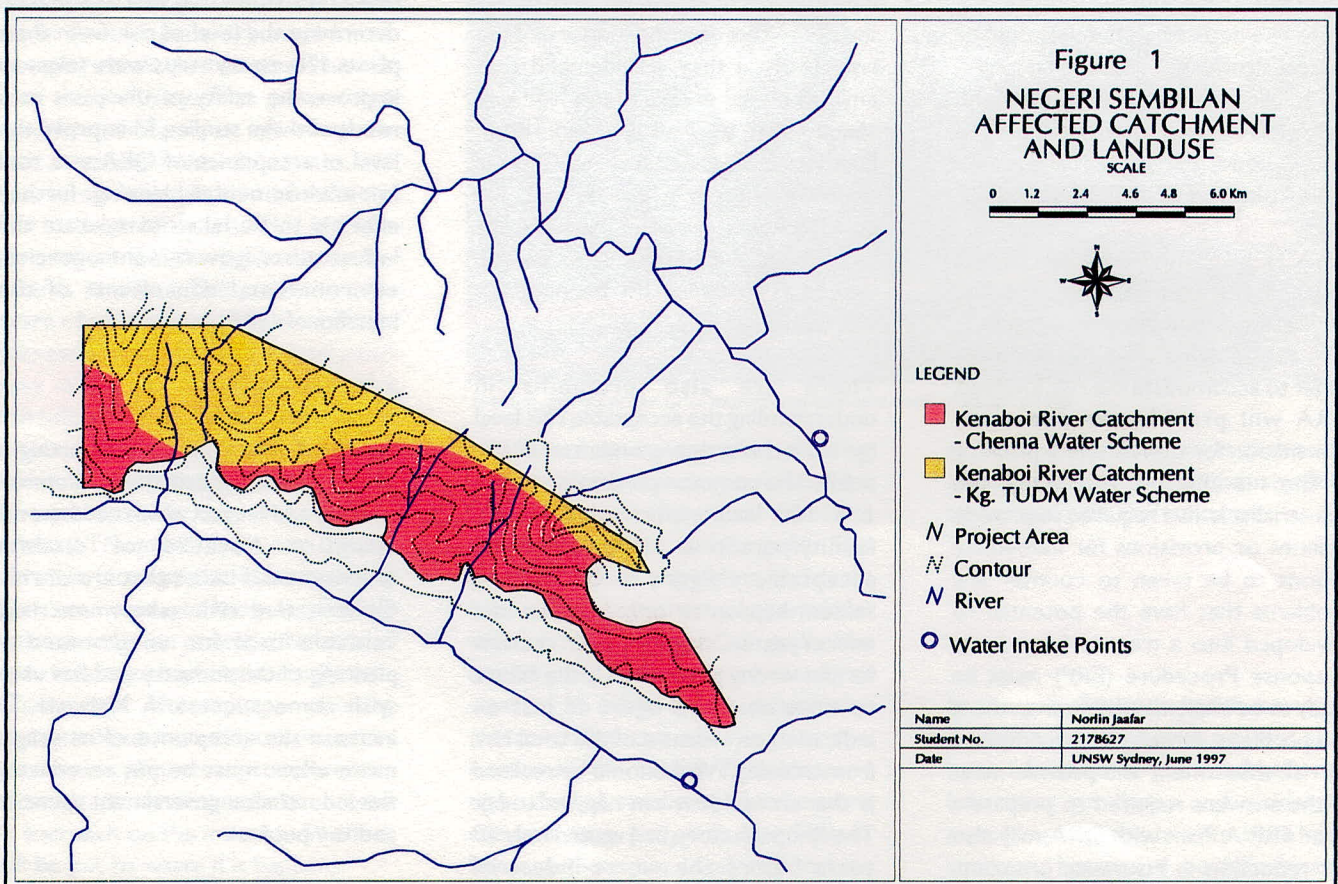 Figure 1
NEGERI SEMBILAN
AFFECTED CATCHMENT
AND LANDUSE
SCALE
0 1.2 2.4 4.6 4.8 6.0 Km
N
W E
S
LEGEND
Kenaboi River Catchment
- Chenna Water Scheme
Kenaboi River Catchment
- Kg. TUDM Water Scheme
Project Area
Contour
River
Water Intake Points
Name Norlin Jaafar
Student No. 2178627
Date UNSW Sydney, June 1997